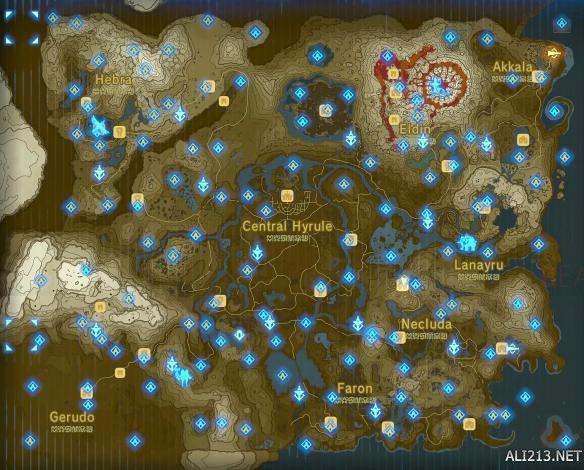 Hebra
Akkala
Eldin
Central Hyrule
Lanayru
Necluda
Faron
Gerudo
ALI213.NET